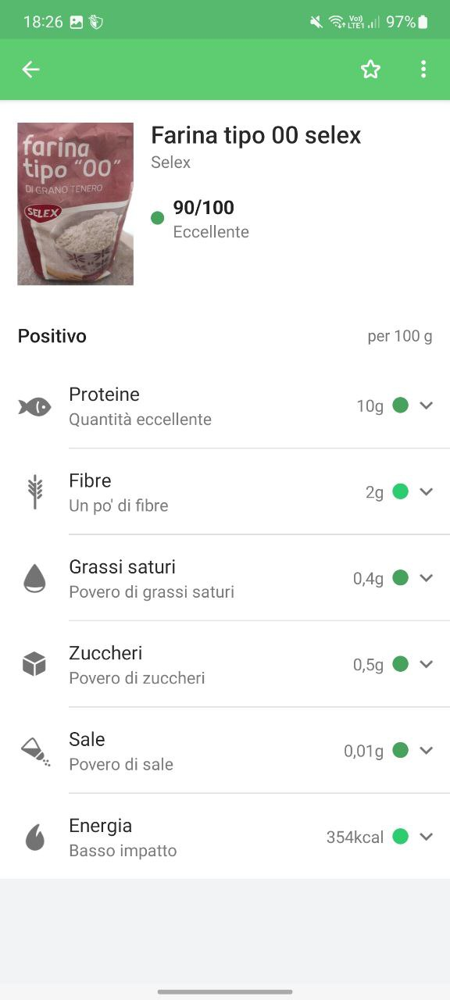 18:26 Vo)) LTE1 97%
farina
tipo "00"
DI GRANO TENERO
SELEX
Farina tipo 00 selex
Selex
90/100
Eccellente
Positivo per 100 g
Proteine
10g
Quantità eccellente
Fibre
2g
Un po' di fibre
Grassi saturi
0,4g
Povero di grassi saturi
Zuccheri
0,5g
Povero di zuccheri
Sale
0,01g
Povero di sale
Energia
354kcal
Basso impatto